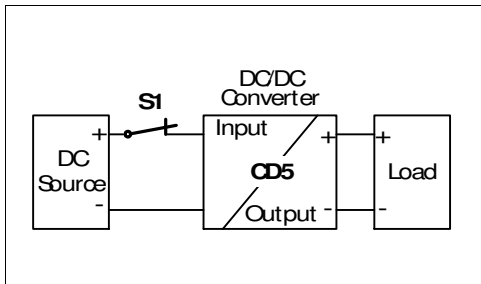 DC/DC
Converter
S1
+
Input
+
+
DC
Source
CD5
Load
-
Output
-
-